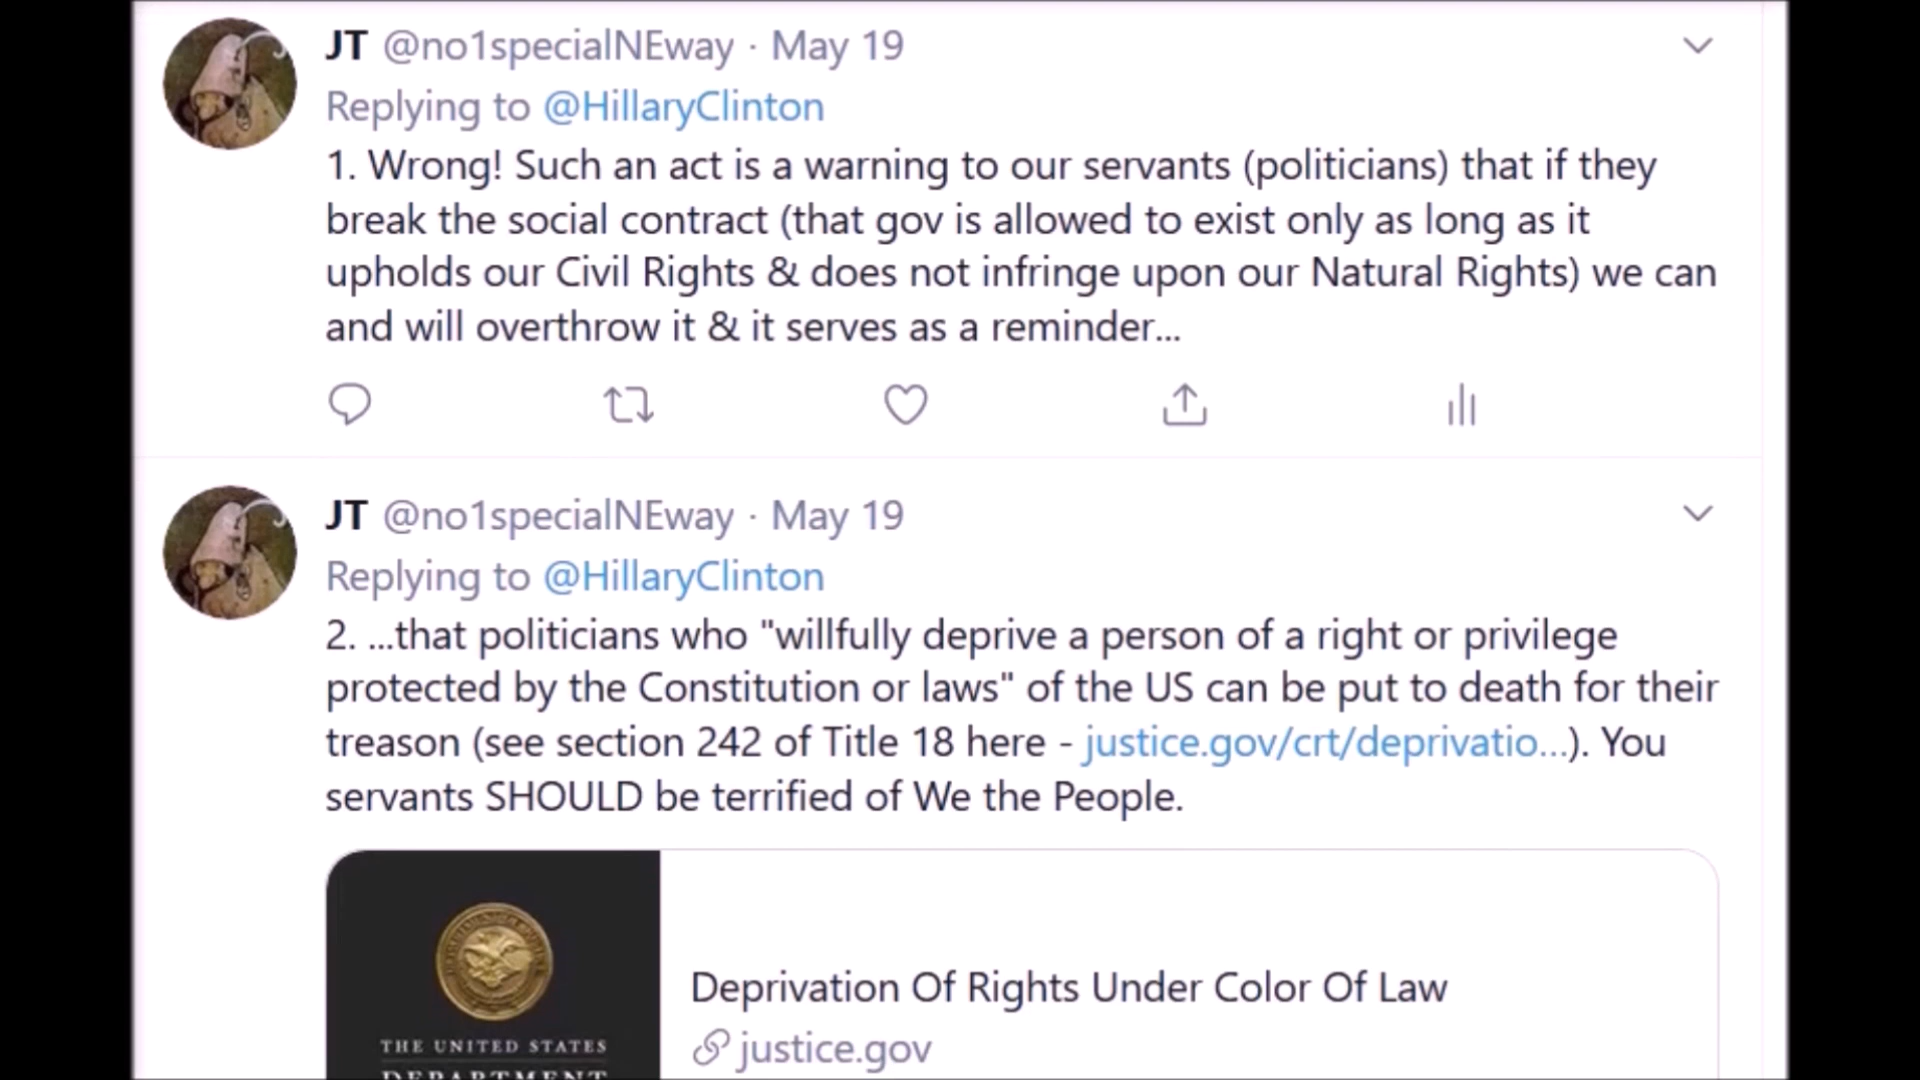 JT @no1specialNEway · May 19
Replying to @HillaryClinton
1. Wrong! Such an act is a warning to our servants (politicians) that if they
break the social contract (that gov is allowed to exist only as long as it
upholds our Civil Rights & does not infringe upon our Natural Rights) we can
and will overthrow it & it serves as a reminder...
JT @no1specialNEway · May 19
Replying to @HillaryClinton
2. ...that politicians who "willfully deprive a person of a right or privilege
protected by the Constitution or laws" of the US can be put to death for their
treason (see section 242 of Title 18 here - justice.gov/crt/deprivatio...). You
servants SHOULD be terrified of We the People.
Deprivation Of Rights Under Color Of Law
justice.gov
THE UNITED STATES
DEPARTMENT